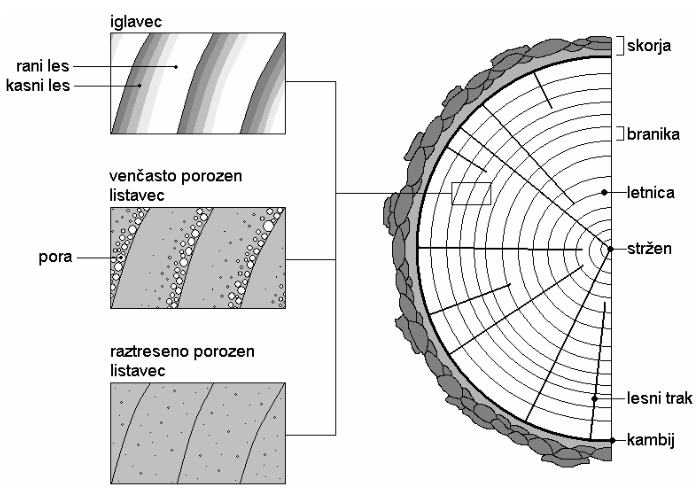 iglavec
rani les
kasni les
venčasto porozen
listavec
pora
raztreseno porozen
listavec
skorja
branika
letnica
stržen
lesni trak
kambij